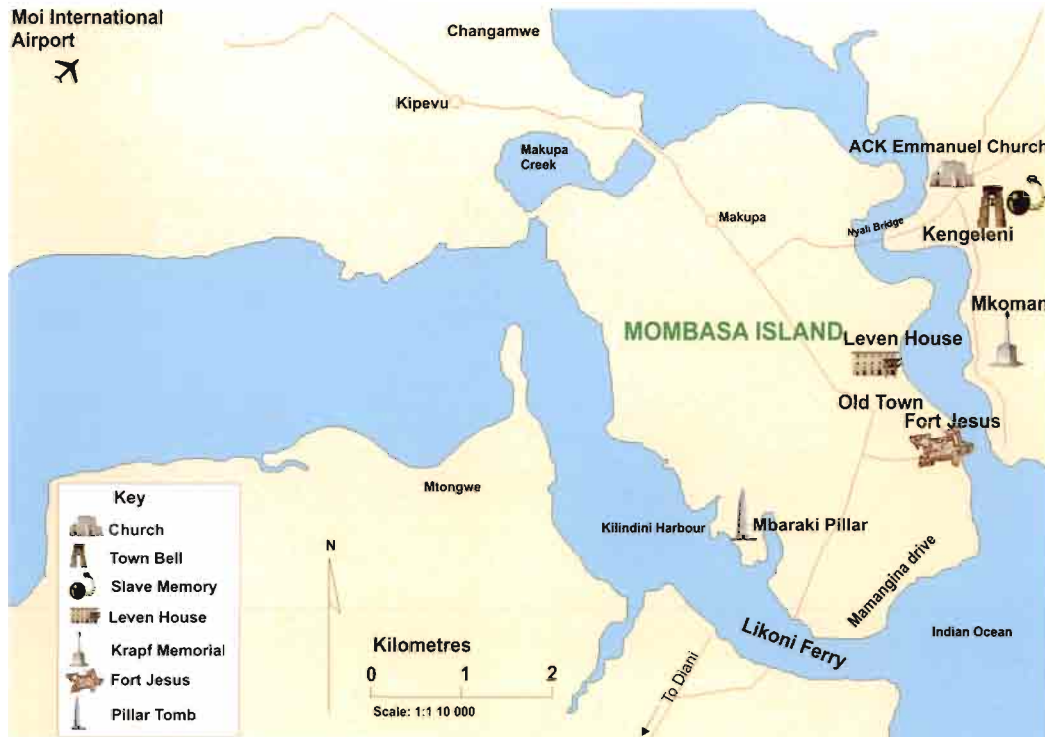 Moi International
Airport
Changamwe
Kipevu
Makupa
Creek
ACK Emmanuel Church
Makupa
Nyali Bridge
Kengeleni
Mkoman
MOMBASA ISLAND
Leven House
Old Town
Fort Jesus
Mtongwe
Kilindini Harbour
Mbaraki Pillar
Mamangina drive
Likoni Ferry
Indian Ocean
To Diani
Key
Church
Town Bell
Slave Memory
Leven House
Krapf Memorial
Fort Jesus
Pillar Tomb
N
Kilometres
0 1 2
Scale: 1:1 10 000